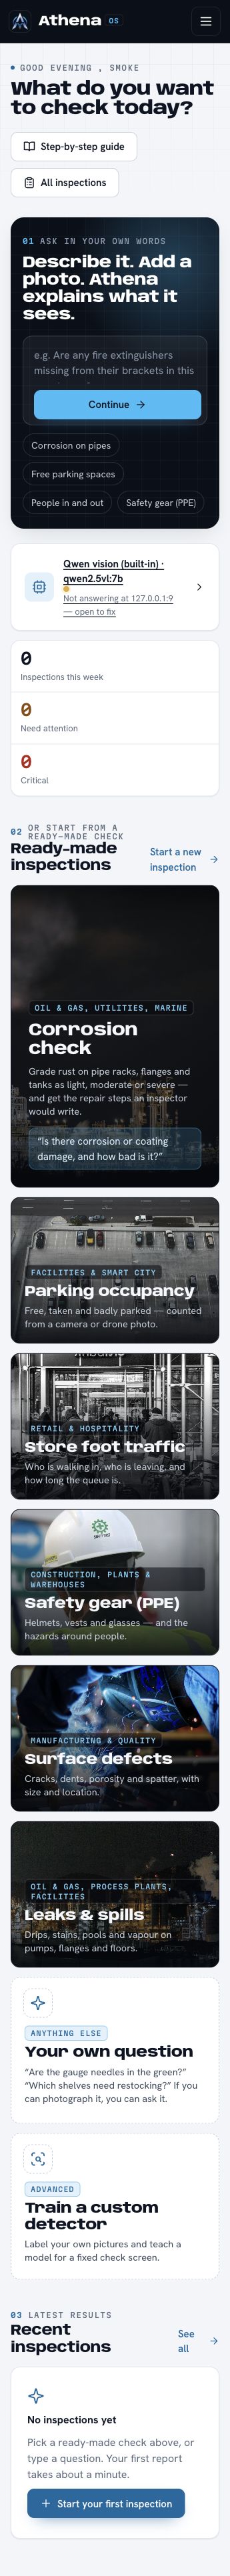 Athena OS
GOOD EVENING , SMOKE
What do you want
to check today?
Step-by-step guide
All inspections
01 ASK IN YOUR OWN WORDS
Describe it. Add a
photo. Athena
explains what it
sees.
e.g. Are any fire extinguishers
missing from their brackets in this
Continue
Corrosion on pipes
Free parking spaces
People in and out
Safety gear (PPE)
Qwen vision (built-in) ·
qwen2.5vl:7b
Not answering at 127.0.0.1:9
— open to fix
0
Inspections this week
0
Need attention
0
Critical
02 OR START FROM A
READY-MADE CHECK
Ready-made
inspections
Start a new
inspection
OIL & GAS, UTILITIES, MARINE
Corrosion
check
Grade rust on pipe racks, flanges and
tanks as light, moderate or severe —
and get the repair steps an inspector
would write.
“Is there corrosion or coating
damage, and how bad is it?”
FACILITIES & SMART CITY
Parking occupancy
Free, taken and badly parked — counted
from a camera or drone photo.
RETAIL & HOSPITALITY
Store foot traffic
Who is walking in, who is leaving, and
how long the queue is.
CONSTRUCTION, PLANTS &
WAREHOUSES
Safety gear (PPE)
Helmets, vests and glasses — and the
hazards around people.
MANUFACTURING & QUALITY
Surface defects
Cracks, dents, porosity and spatter, with
size and location.
OIL & GAS, PROCESS PLANTS,
FACILITIES
Leaks & spills
Drips, stains, pools and vapour on
pumps, flanges and floors.
ANYTHING ELSE
Your own question
“Are the gauge needles in the green?”
“Which shelves need restocking?” If you
can photograph it, you can ask it.
ADVANCED
Train a custom
detector
Label your own pictures and teach a
model for a fixed check screen.
03 LATEST RESULTS
Recent
inspections
See
all
No inspections yet
Pick a ready-made check above, or
type a question. Your first report
takes about a minute.
Start your first inspection